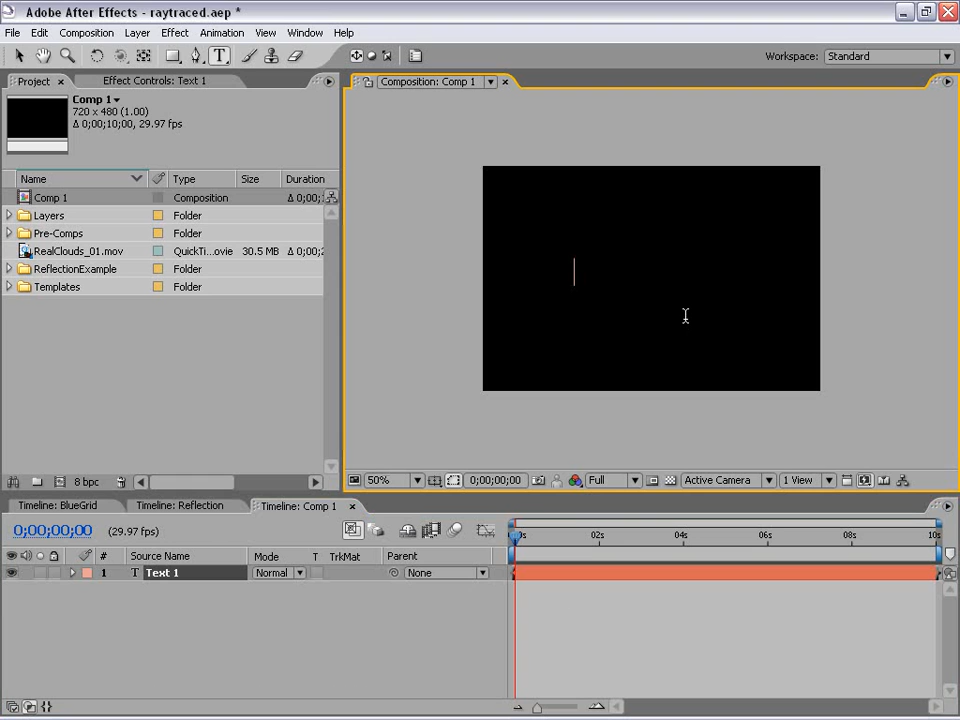 Adobe After Effects - raytraced.aep *
File Edit Composition Layer Effect Animation View Window Help
Workspace: Standard
Project Effect Controls: Text 1
Composition: Comp 1
Comp 1
720 x 480 (1.00)
Δ 0;00;10;00, 29.97 fps
Name Type Size Duration
Comp 1 Composition Δ 0;00;
Layers Folder
Pre-Comps Folder
RealClouds_01.mov QuickTi...ovie 30.5 MB Δ 0;00;2
ReflectionExample Folder
Templates Folder
8 bpc
50% 0;00;00;00 Full Active Camera 1 View
Timeline: BlueGrid Timeline: Reflection Timeline: Comp 1
0;00;00;00 (29.97 fps)
02s 04s 06s 08s 10s
# Source Name Mode T TrkMat Parent
1 T Text 1 Normal None